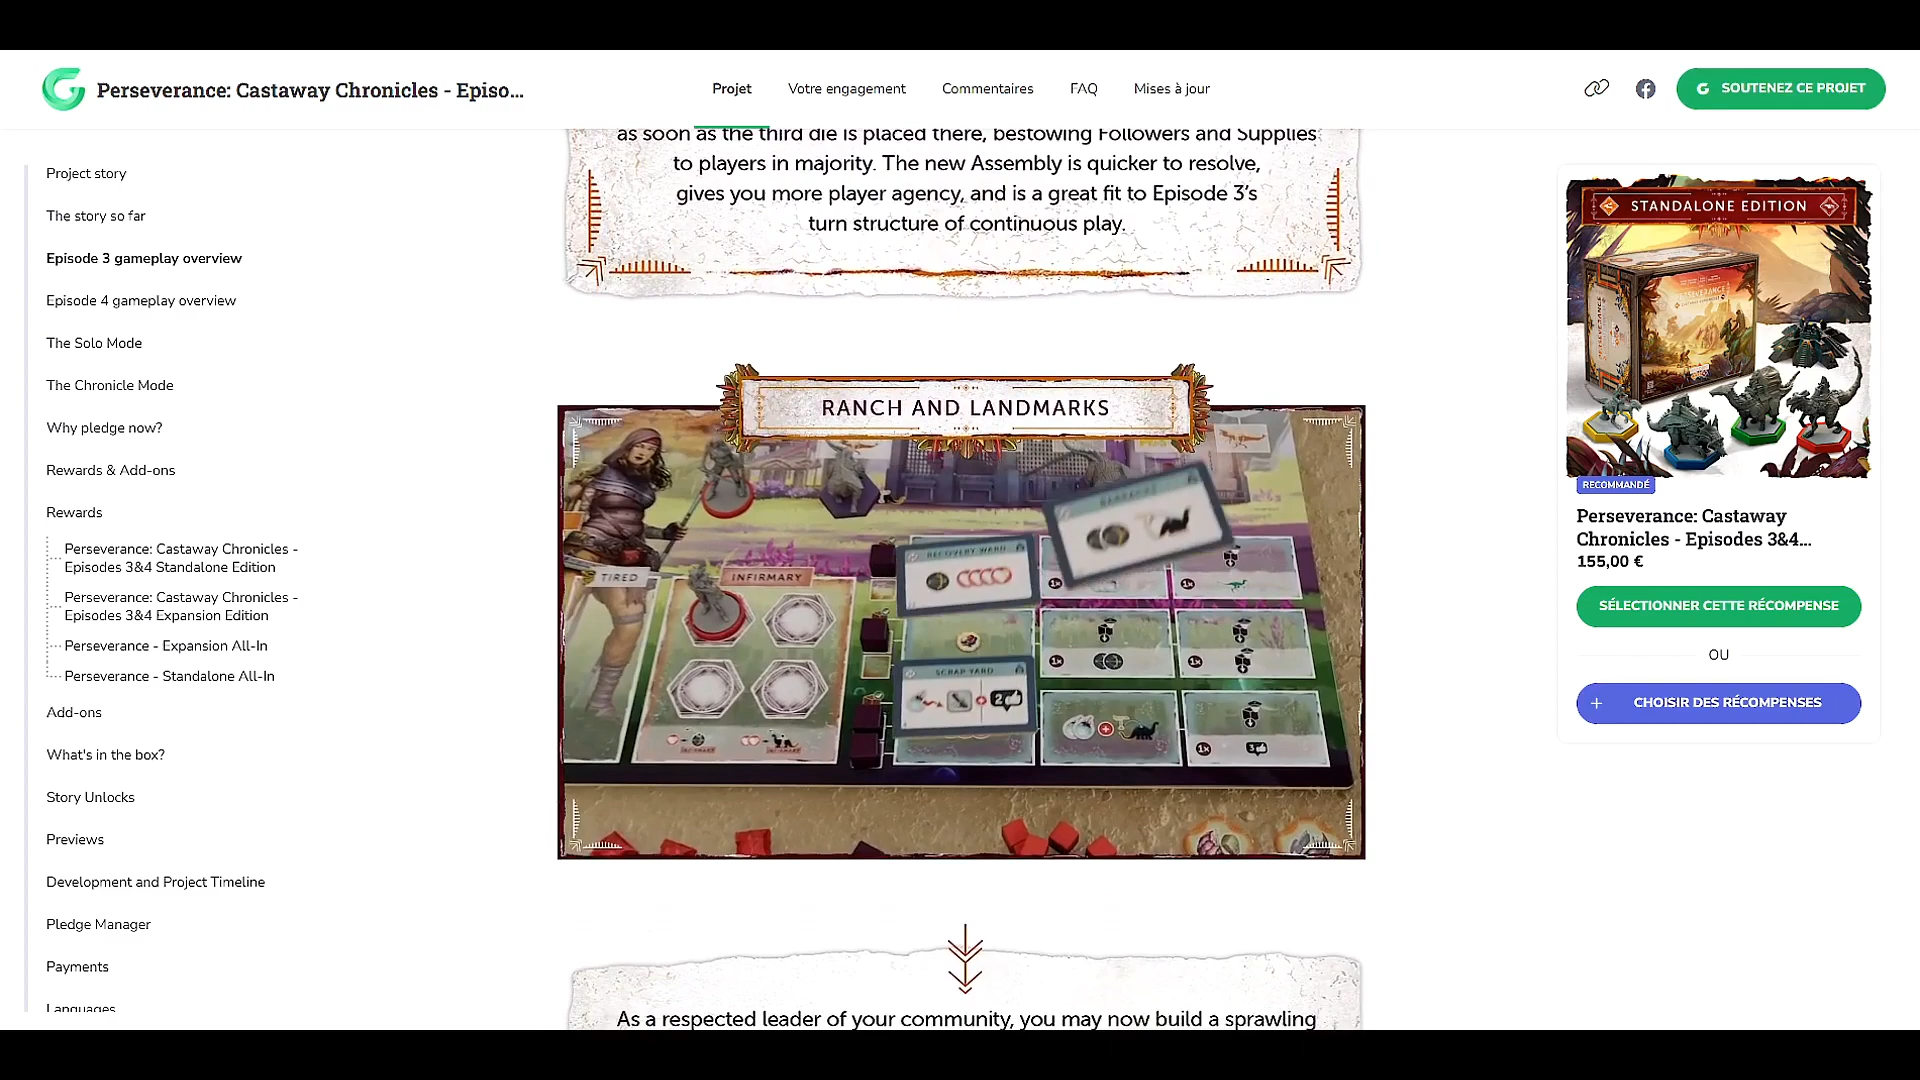 Perseverance: Castaway Chronicles - Episo...
Projet
Votre engagement
Commentaires
FAQ
Mises à jour
SOUTENEZ CE PROJET
Project story
The story so far
Episode 3 gameplay overview
Episode 4 gameplay overview
The Solo Mode
The Chronicle Mode
Why pledge now?
Rewards & Add-ons
Rewards
Perseverance: Castaway Chronicles -
Episodes 3&4 Standalone Edition
Perseverance: Castaway Chronicles -
Episodes 3&4 Expansion Edition
Perseverance - Expansion All-In
Perseverance - Standalone All-In
Add-ons
What's in the box?
Story Unlocks
Previews
Development and Project Timeline
Pledge Manager
Payments
Languages
as soon as the third die is placed there, bestowing Followers and Supplies
to players in majority. The new Assembly is quicker to resolve,
gives you more player agency, and is a great fit to Episode 3's
turn structure of continuous play.
RANCH AND LANDMARKS
TIRED
INFIRMARY
RECOVERY WARD
1x
1x
1x
1x
SCRAP YARD
2
1x
3
As a respected leader of your community, you may now build a sprawling
STANDALONE EDITION
PERSEVERANCE
RECOMMANDÉ
Perseverance: Castaway
Chronicles - Episodes 3&4...
155,00 €
SÉLECTIONNER CETTE RÉCOMPENSE
OU
+ CHOISIR DES RÉCOMPENSES